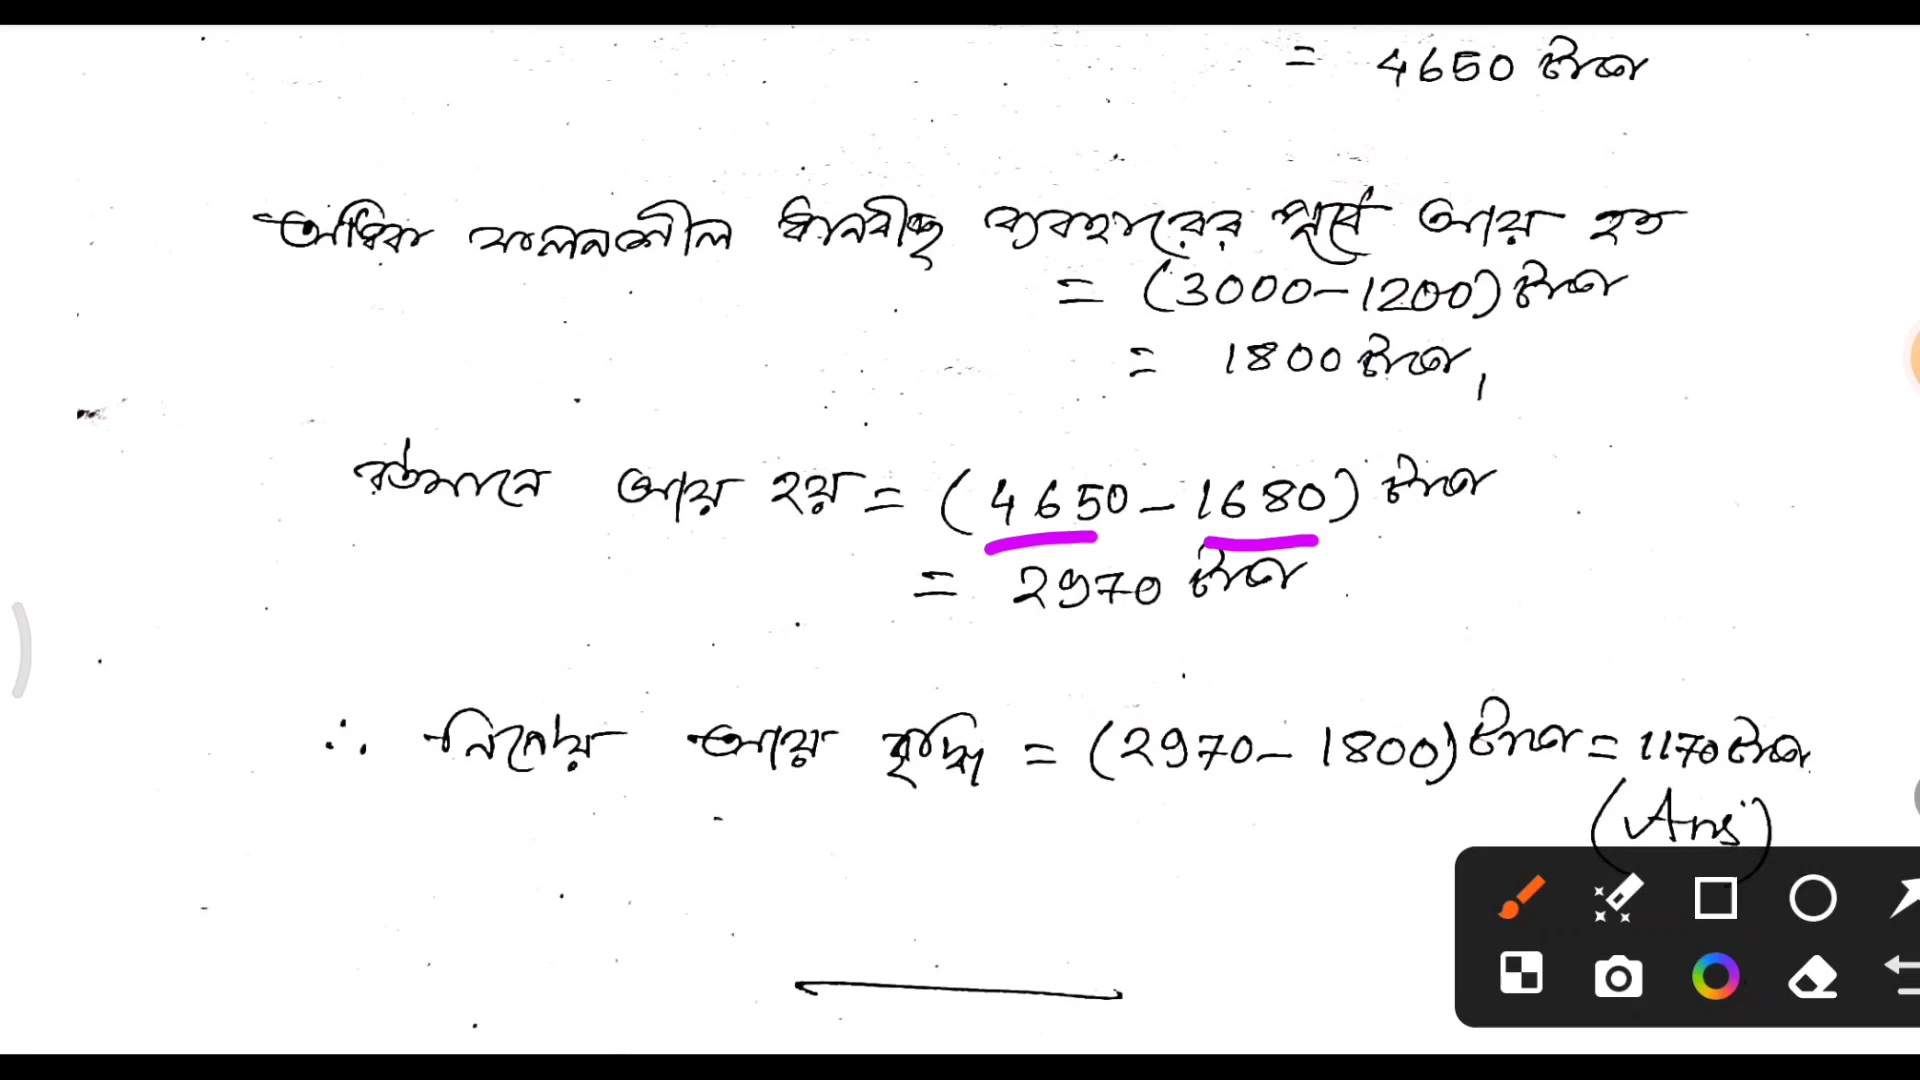 = 4650 টাকা
অধিক ফলনশীল ধানবীজ ব্যবহারের পূর্বে আয় হত
= (3000-1200) টাকা
= 1800 টাকা,
বর্তমানে আয় হয় = (4650-1680) টাকা
= 2970 টাকা
∴ নির্ণেয় আয় বৃদ্ধি = (2970-1800) টাকা = 1170 টাকা
(Ans)